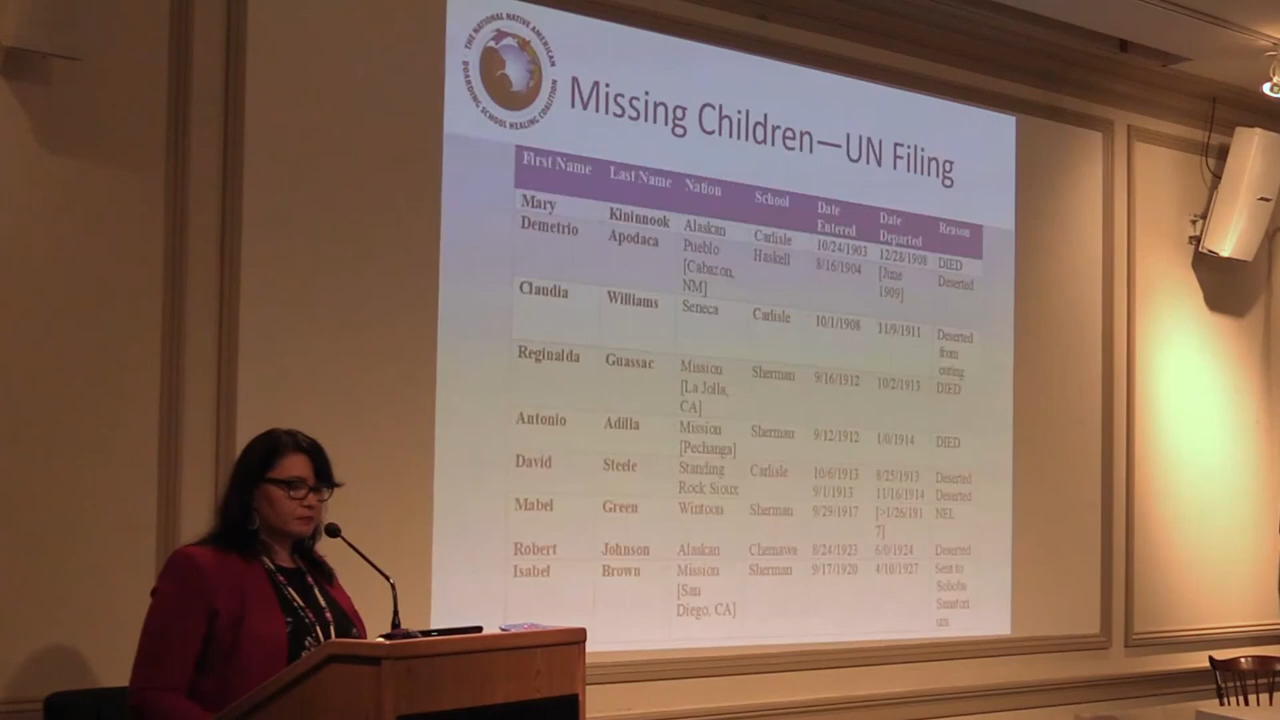 THE NATIONAL NATIVE AMERICAN
BOARDING SCHOOL HEALING COALITION
Missing Children—UN Filing
First Name Last Name Nation School Date Entered Date Departed Reason
Mary Kininnook Alaskan Carlisle 10/24/1903 12/28/1908 DIED
Demetrio Apodaca Pueblo [Cabazon, NM] Haskell 8/16/1904 [June 1909] Deserted
Claudia Williams Seneca Carlisle 10/1/1908 11/9/1911 Deserted from outing
Reginalda Guassac Mission [La Jolla, CA] Sherman 9/16/1912 10/2/1913 DIED
Antonio Adilla Mission [Pechanga] Sherman 9/12/1912 1/0/1914 DIED
David Steele Standing Rock Sioux Carlisle 10/6/1913 8/25/1913 Deserted
9/1/1913 11/16/1914 Deserted
Mabel Green Wintoon Sherman 9/29/1917 [>1/26/1917] NEL
Robert Johnson Alaskan Chemawa 8/24/1923 6/0/1924 Deserted
Isabel Brown Mission [San Diego, CA] Sherman 9/17/1920 4/10/1927 Sent to Soboba Sanatorium